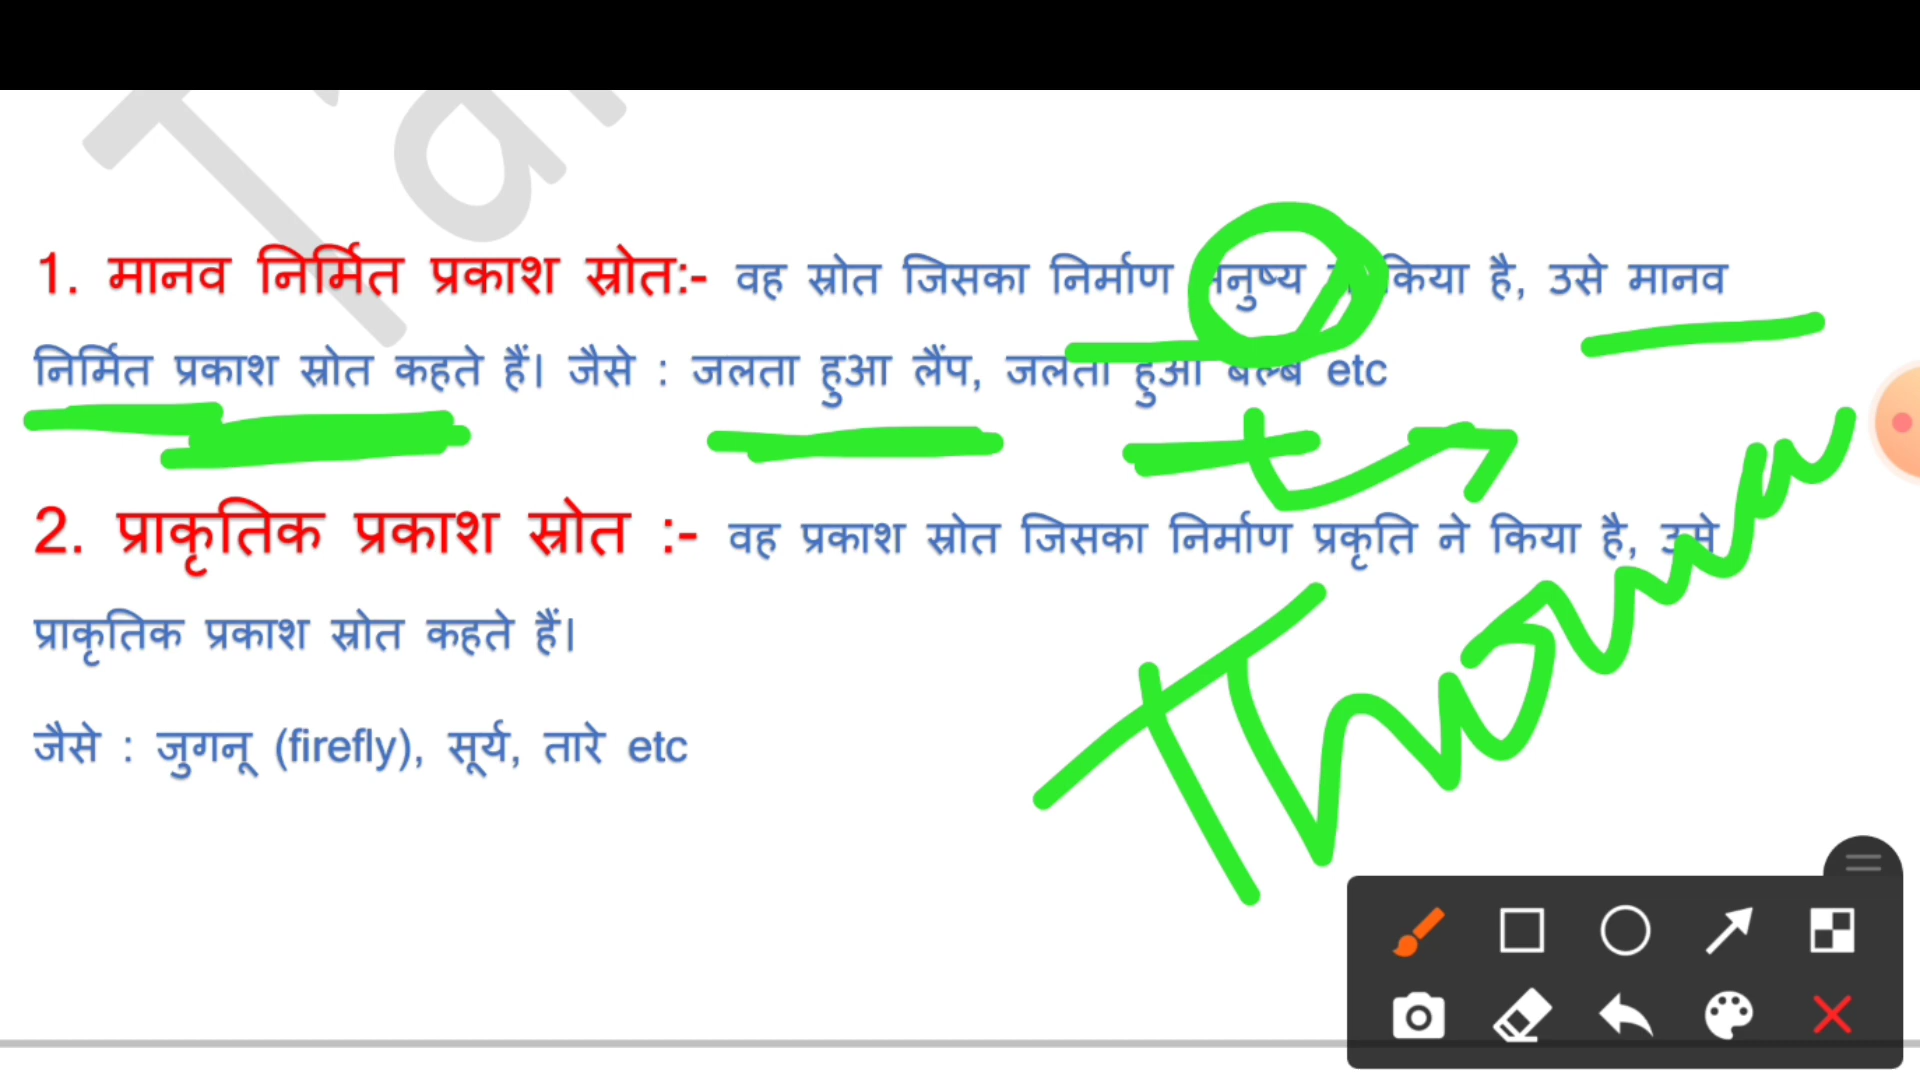 1. मानव निर्मित प्रकाश स्रोत:- वह स्रोत जिसका निर्माण मनुष्य ने किया है, उसे मानव
निर्मित प्रकाश स्रोत कहते हैं। जैसे : जलता हुआ लैंप, जलता हुआ बल्ब etc
2. प्राकृतिक प्रकाश स्रोत :- वह प्रकाश स्रोत जिसका निर्माण प्रकृति ने किया है, उसे
प्राकृतिक प्रकाश स्रोत कहते हैं।
जैसे : जुगनू (firefly), सूर्य, तारे etc